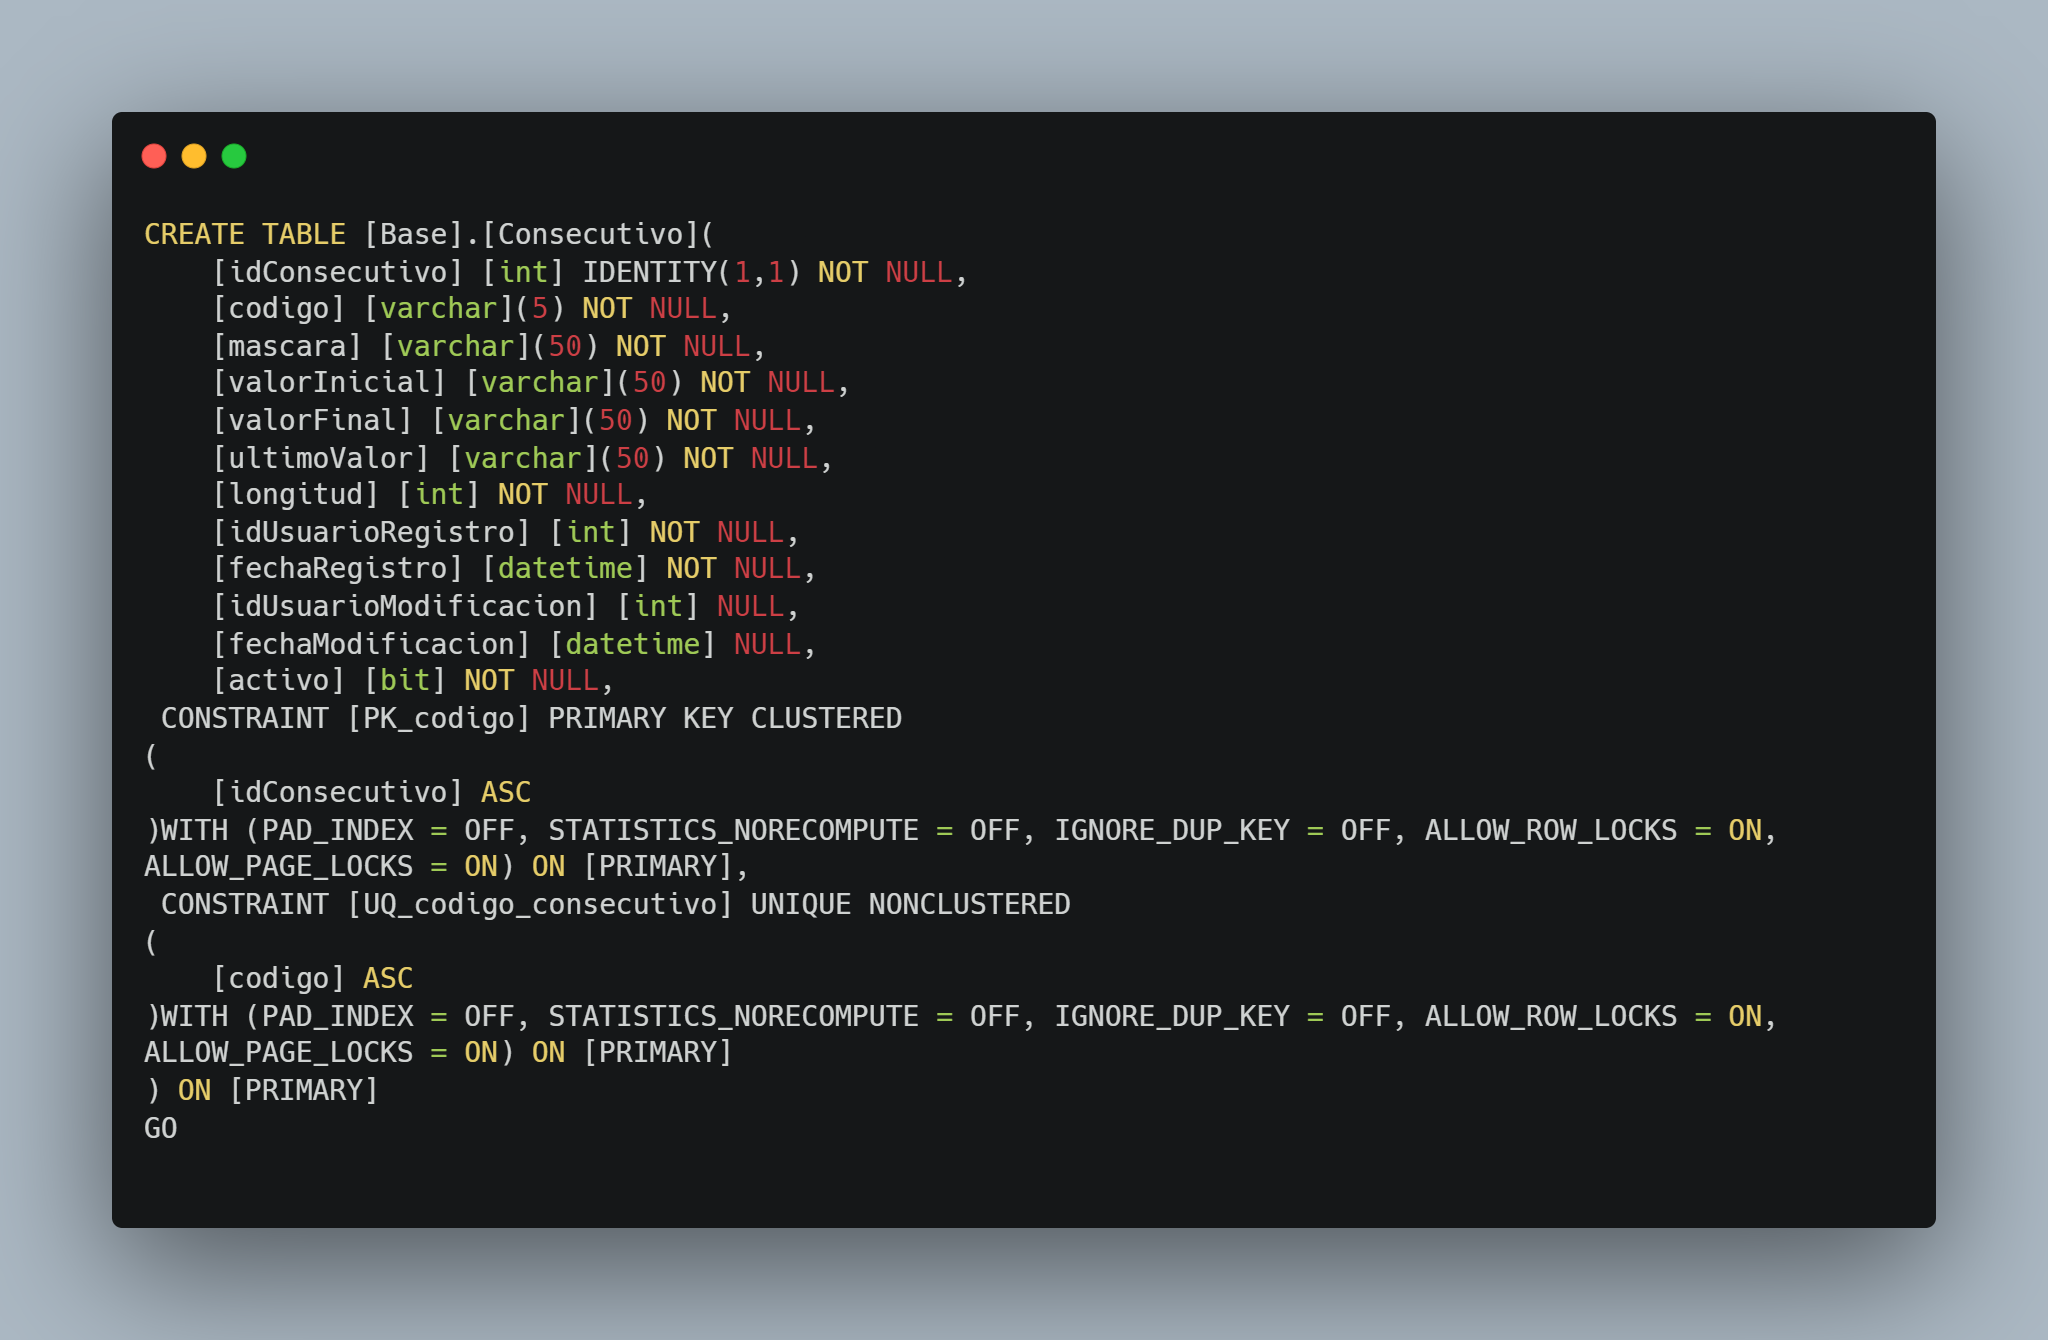 CREATE TABLE [Base].[Consecutivo](
    [idConsecutivo] [int] IDENTITY(1,1) NOT NULL,
    [codigo] [varchar](5) NOT NULL,
    [mascara] [varchar](50) NOT NULL,
    [valorInicial] [varchar](50) NOT NULL,
    [valorFinal] [varchar](50) NOT NULL,
    [ultimoValor] [varchar](50) NOT NULL,
    [longitud] [int] NOT NULL,
    [idUsuarioRegistro] [int] NOT NULL,
    [fechaRegistro] [datetime] NOT NULL,
    [idUsuarioModificacion] [int] NULL,
    [fechaModificacion] [datetime] NULL,
    [activo] [bit] NOT NULL,
 CONSTRAINT [PK_codigo] PRIMARY KEY CLUSTERED
(
    [idConsecutivo] ASC
)WITH (PAD_INDEX = OFF, STATISTICS_NORECOMPUTE = OFF, IGNORE_DUP_KEY = OFF, ALLOW_ROW_LOCKS = ON,
ALLOW_PAGE_LOCKS = ON) ON [PRIMARY],
 CONSTRAINT [UQ_codigo_consecutivo] UNIQUE NONCLUSTERED
(
    [codigo] ASC
)WITH (PAD_INDEX = OFF, STATISTICS_NORECOMPUTE = OFF, IGNORE_DUP_KEY = OFF, ALLOW_ROW_LOCKS = ON,
ALLOW_PAGE_LOCKS = ON) ON [PRIMARY]
) ON [PRIMARY]
GO